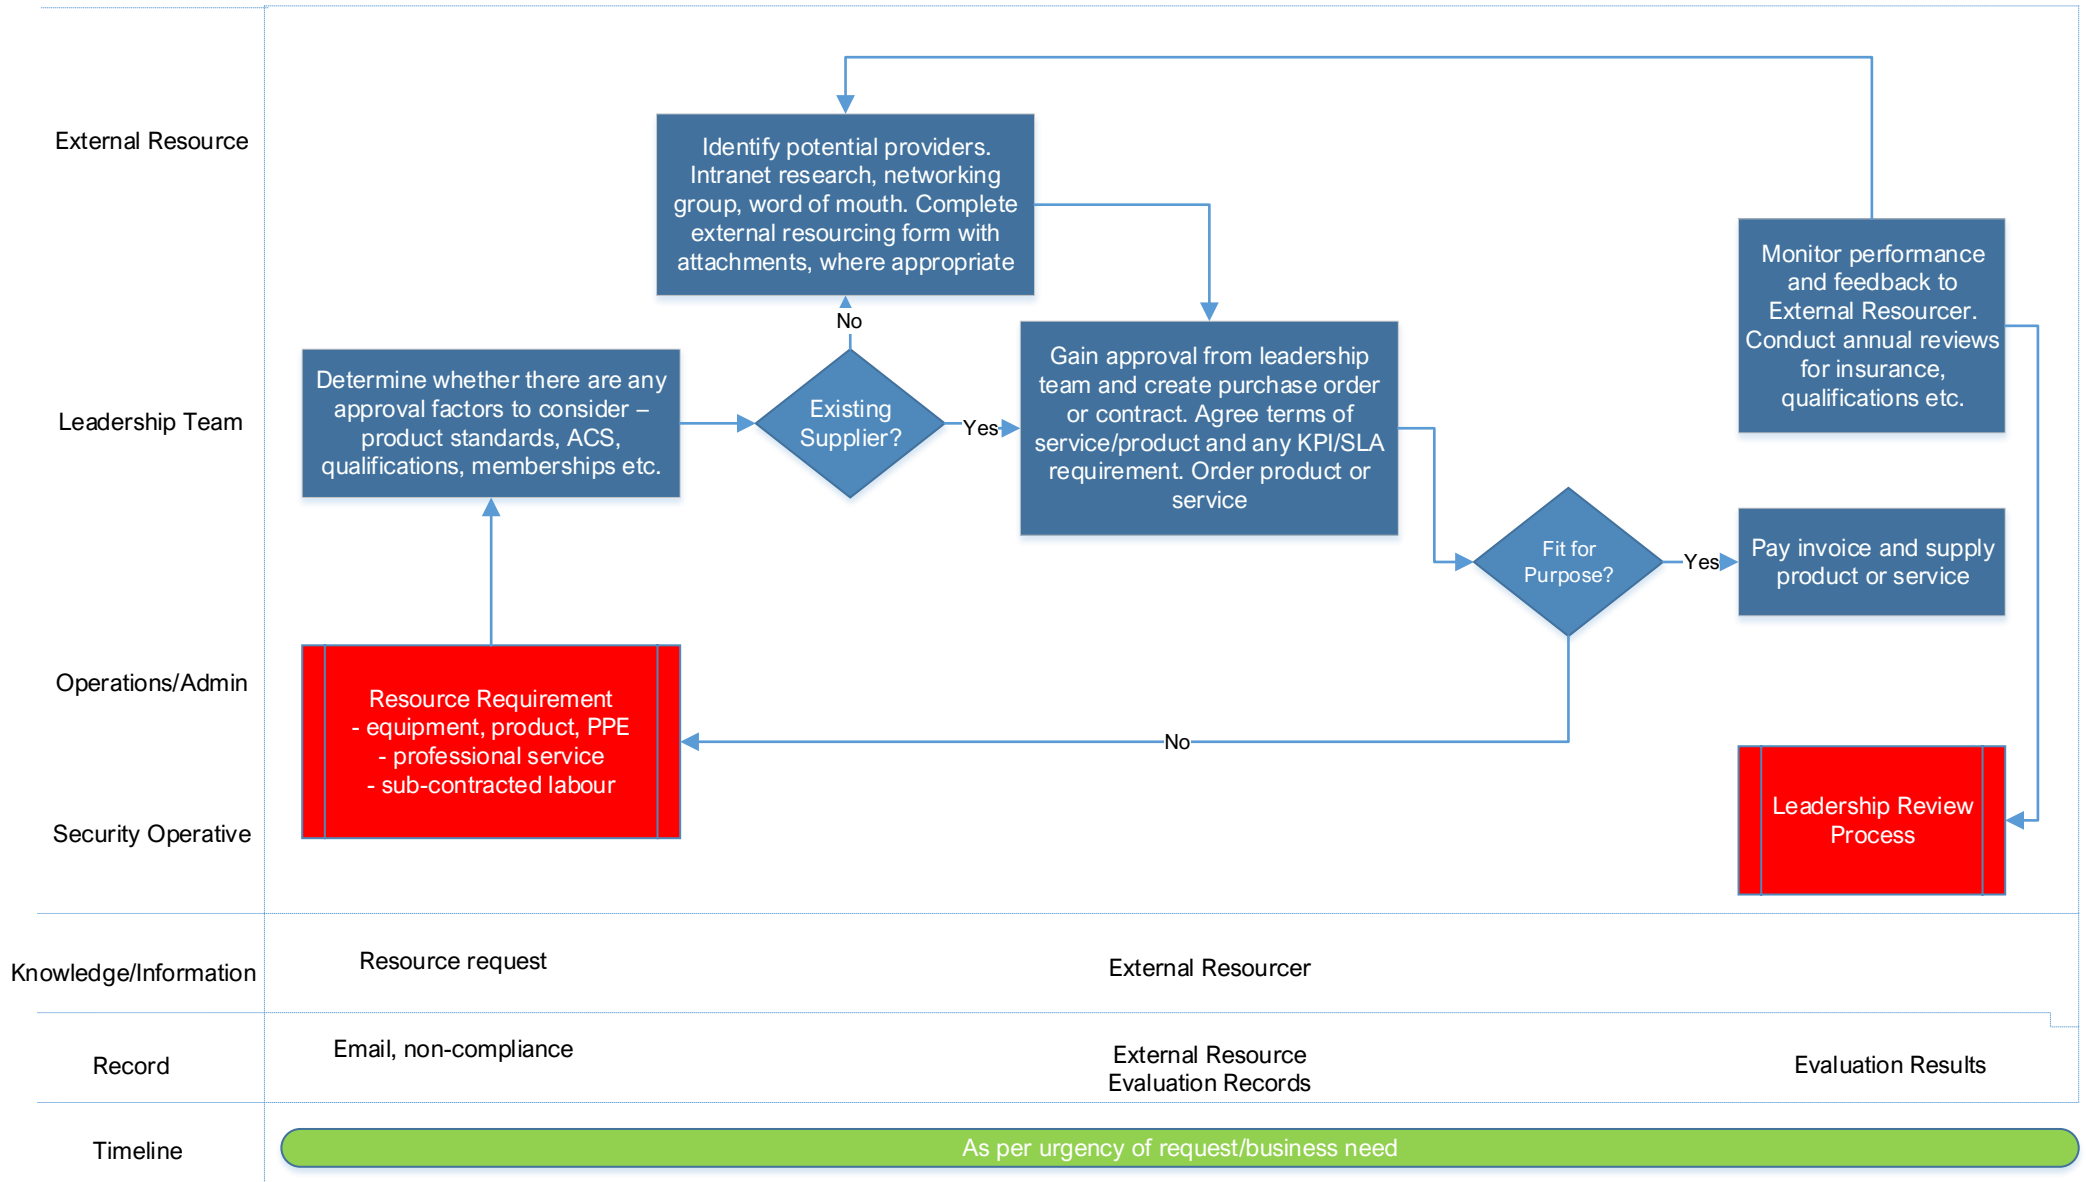 External Resource
Identify potential providers.
Intranet research, networking
group, word of mouth. Complete
external resourcing form with
attachments, where appropriate
Monitor performance
and feedback to
External Resourcer.
Conduct annual reviews
for insurance,
qualifications etc.
No
Leadership Team
Determine whether there are any
approval factors to consider –
product standards, ACS,
qualifications, memberships etc.
Existing
Supplier?
Yes
Gain approval from leadership
team and create purchase order
or contract. Agree terms of
service/product and any KPI/SLA
requirement. Order product or
service
Fit for
Purpose?
Yes
Pay invoice and supply
product or service
Operations/Admin
Resource Requirement
- equipment, product, PPE
- professional service
- sub-contracted labour
No
Security Operative
Leadership Review
Process
Knowledge/Information
Resource request
External Resourcer
Record
Email, non-compliance
External Resource
Evaluation Records
Evaluation Results
Timeline
As per urgency of request/business need